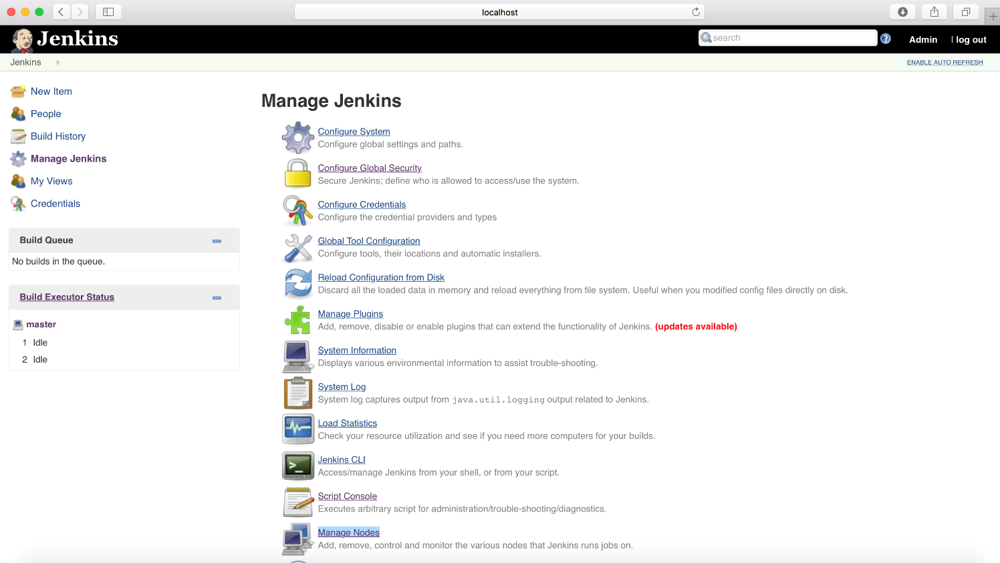 localhost
Jenkins
search
Admin
| log out
Jenkins
ENABLE AUTO REFRESH
New Item
People
Build History
Manage Jenkins
My Views
Credentials
Build Queue
No builds in the queue.
Build Executor Status
master
1 Idle
2 Idle
Manage Jenkins
Configure System
Configure global settings and paths.
Configure Global Security
Secure Jenkins; define who is allowed to access/use the system.
Configure Credentials
Configure the credential providers and types
Global Tool Configuration
Configure tools, their locations and automatic installers.
Reload Configuration from Disk
Discard all the loaded data in memory and reload everything from file system. Useful when you modified config files directly on disk.
Manage Plugins
Add, remove, disable or enable plugins that can extend the functionality of Jenkins. (updates available)
System Information
Displays various environmental information to assist trouble-shooting.
System Log
System log captures output from java.util.logging output related to Jenkins.
Load Statistics
Check your resource utilization and see if you need more computers for your builds.
Jenkins CLI
Access/manage Jenkins from your shell, or from your script.
Script Console
Executes arbitrary script for administration/trouble-shooting/diagnostics.
Manage Nodes
Add, remove, control and monitor the various nodes that Jenkins runs jobs on.